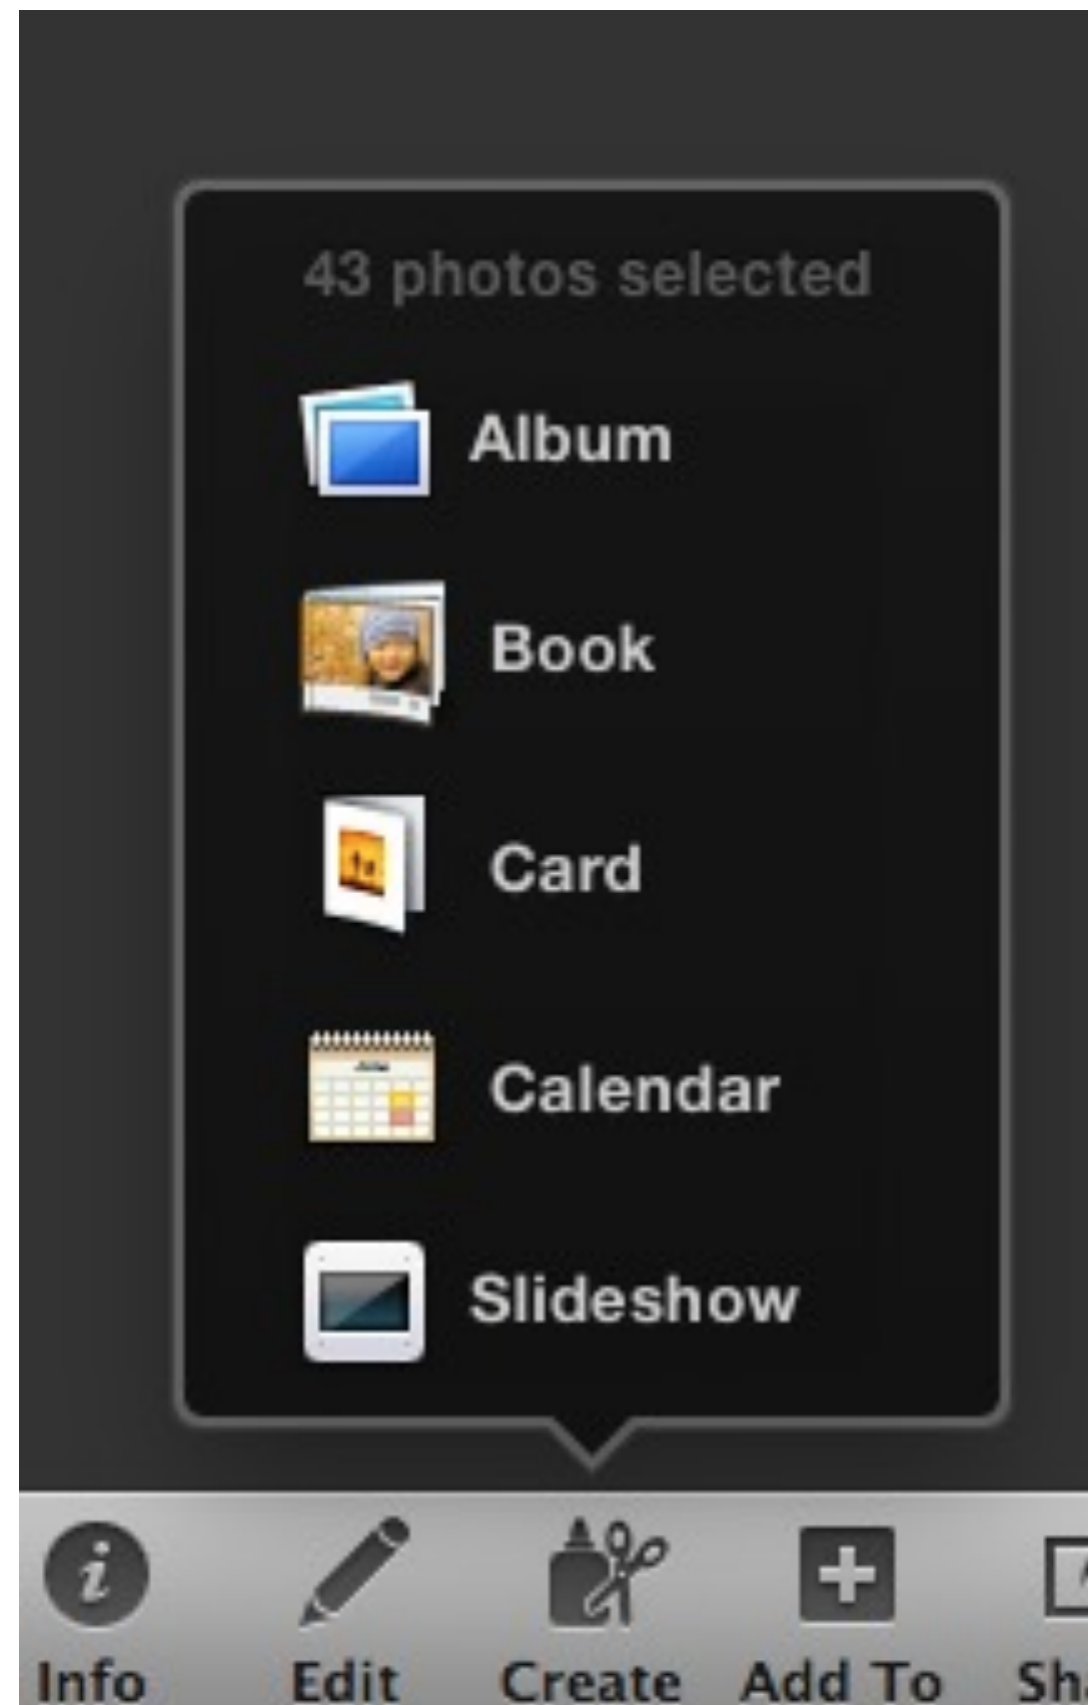 43 photos selected
Album
Book
Card
Calendar
Slideshow
Info Edit Create Add To